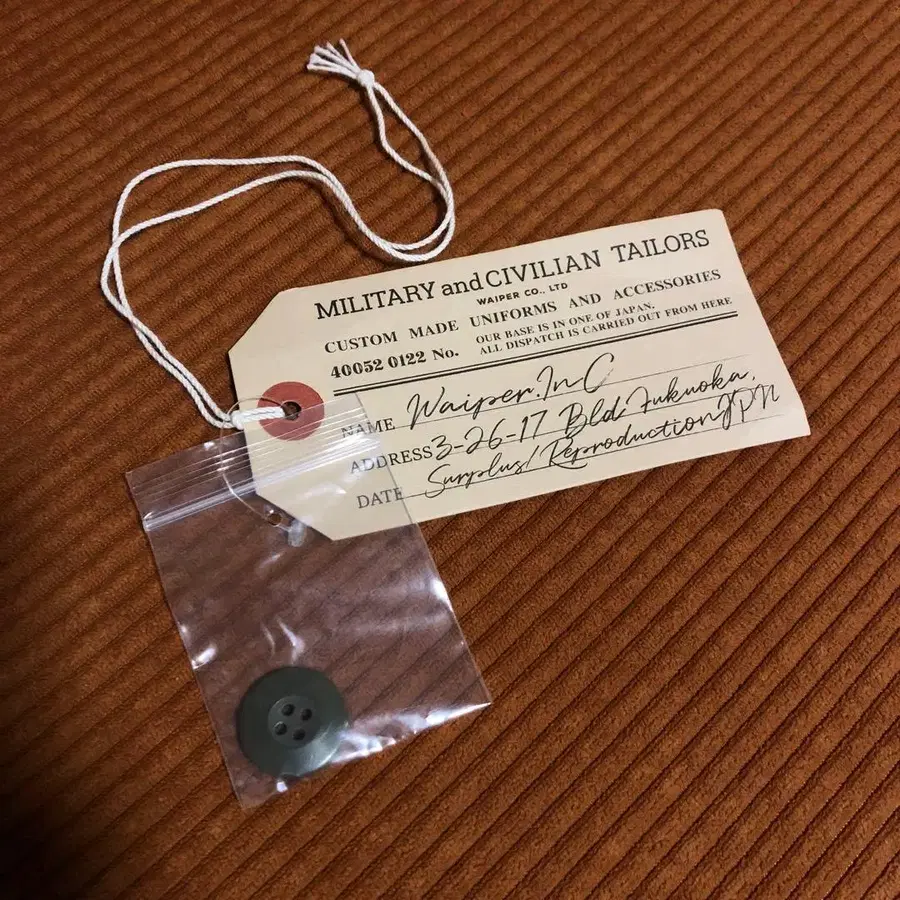 MILITARY and CIVILIAN TAILORS
WAIPER CO., LTD
CUSTOM MADE UNIFORMS AND ACCESSORIES
40052 0122 No. OUR BASE IS IN ONE OF JAPAN.
ALL DISPATCH IS CARRIED OUT FROM HERE
NAME Waiper.InC
ADDRESS 3-26-17 Bld Fukuoka,
DATE Surplus/Reproduction JPN